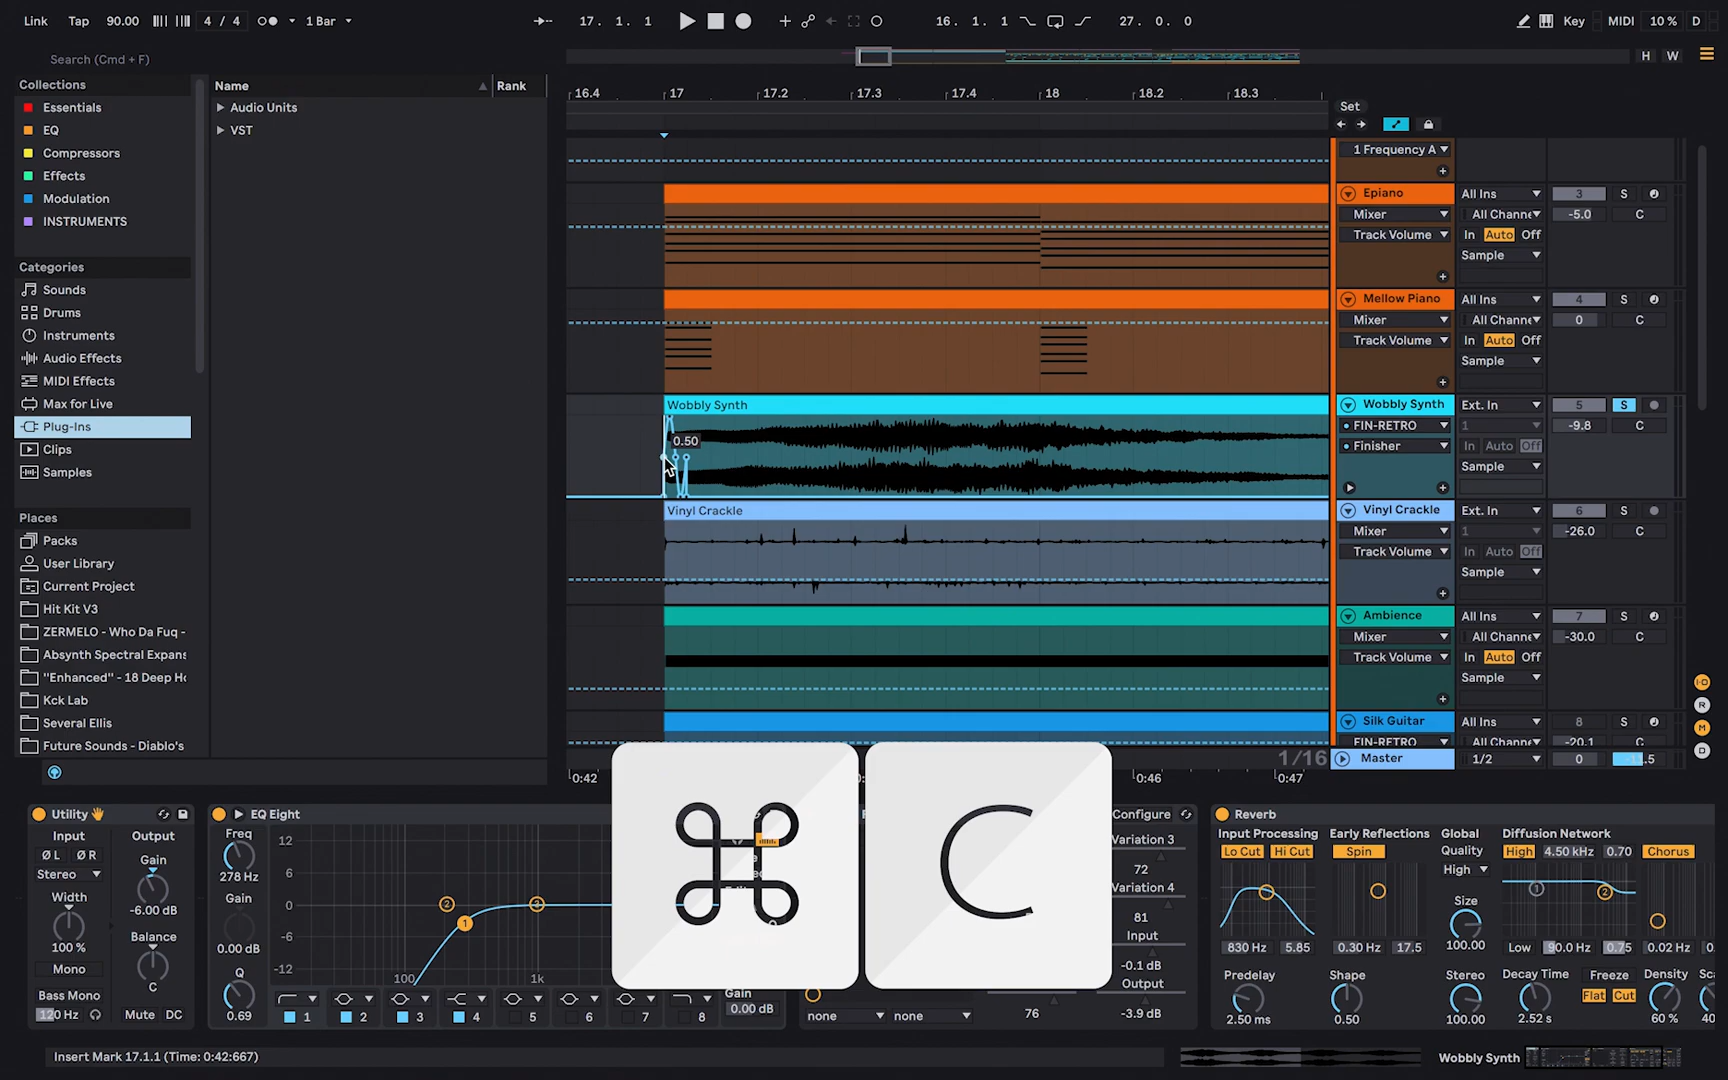 Link Tap 90.00 4 / 4 1 Bar 17. 1. 1 16. 1. 1 27. 0. 0 Key MIDI 10 % D
Search (Cmd + F)
H W
Collections
Essentials
EQ
Compressors
Effects
Modulation
INSTRUMENTS
Categories
Sounds
Drums
Instruments
Audio Effects
MIDI Effects
Max for Live
Plug-Ins
Clips
Samples
Places
Packs
User Library
Current Project
Hit Kit V3
ZERMELO - Who Da Fuq -
Absynth Spectral Expans
"Enhanced" - 18 Deep Ho
Kck Lab
Several Ellis
Future Sounds - Diablo's
Name Rank
Audio Units
VST
16.4 17 17.2 17.3 17.4 18 18.2 18.3
Set
1 Frequency A
Epiano All Ins 3 S
Mixer All Channe -5.0 C
Track Volume In Auto Off
Sample
Mellow Piano All Ins 4 S
Mixer All Channe 0 C
Track Volume In Auto Off
Sample
Wobbly Synth
0.50
Wobbly Synth Ext. In 5 S
FIN-RETRO 1 -9.8 C
Finisher In Auto Off
Sample
Vinyl Crackle
Vinyl Crackle Ext. In 6 S
Mixer 1 -26.0 C
Track Volume In Auto Off
Sample
Ambience All Ins 7 S
Mixer All Channe -30.0 C
Track Volume In Auto Off
Sample
Silk Guitar All Ins 8 S
FIN-RETRO All Channe -20.1 C
1/16
Master 1/2 0
0:42 0:46 0:47
I·O
R
M
D
⌘ C
Utility
Input Output
Ø L Ø R Gain
Stereo
-6.00 dB
Width
100 %
Balance
C
Mono
Bass Mono
120 Hz Mute DC
EQ Eight
Freq
278 Hz
Gain
0.00 dB
Q
0.69
12
6
0
-6
-12
100 1k
1 2 3
1 2 3 4 5 6 7 8
Gain
0.00 dB
none none
Configure
Variation 3
72
Variation 4
81
Input
-0.1 dB
Output
-3.9 dB
76
Reverb
Input Processing Early Reflections Global Diffusion Network
Lo Cut Hi Cut Spin Quality High 4.50 kHz 0.70 Chorus
High
1 2
Size
100.00
830 Hz 5.85 0.30 Hz 17.5 Low 90.0 Hz 0.75 0.02 Hz
Predelay Shape Stereo Decay Time Freeze Density
Flat Cut
2.50 ms 0.50 100.00 2.52 s 60 %
Insert Mark 17.1.1 (Time: 0:42:667)
Wobbly Synth